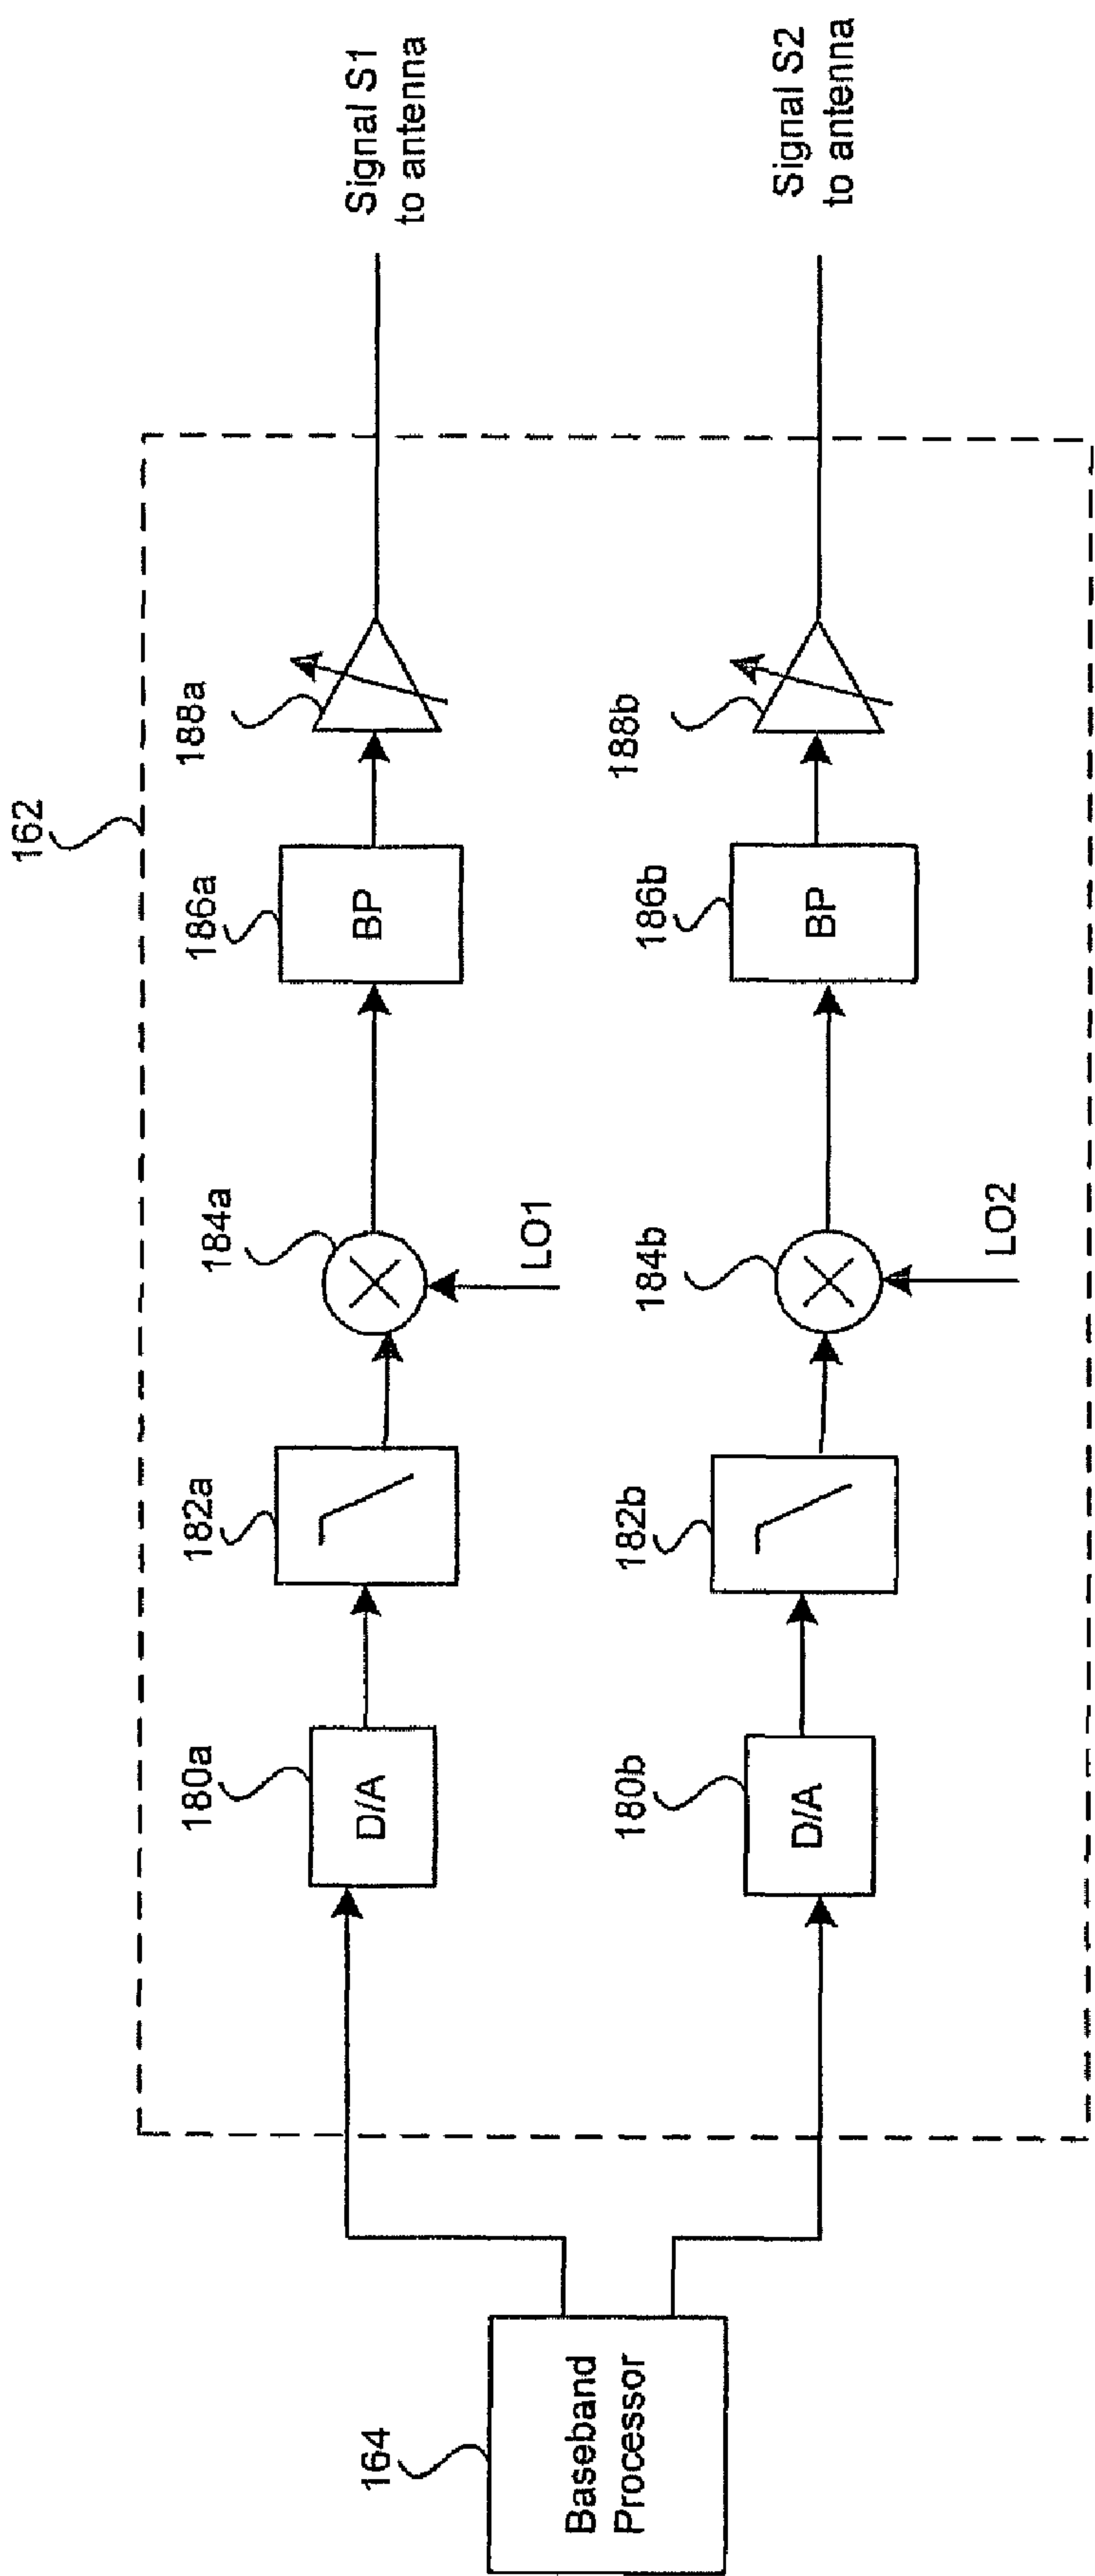 162
164
Baseband
Processor
180a
D/A
182a
184a
LO1
186a
BP
188a
Signal S1
to antenna
180b
D/A
182b
184b
LO2
186b
BP
188b
Signal S2
to antenna